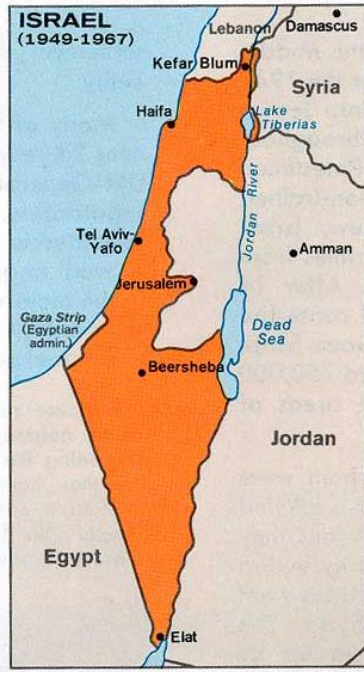 ISRAEL
(1949-1967)
Lebanon
Damascus
Kefar Blum
Syria
Haifa
Lake
Tiberias
Jordan River
Tel Aviv-
Yafo
Amman
Jerusalem
Gaza Strip
(Egyptian
admin.)
Dead
Sea
Beersheba
Jordan
Egypt
Elat